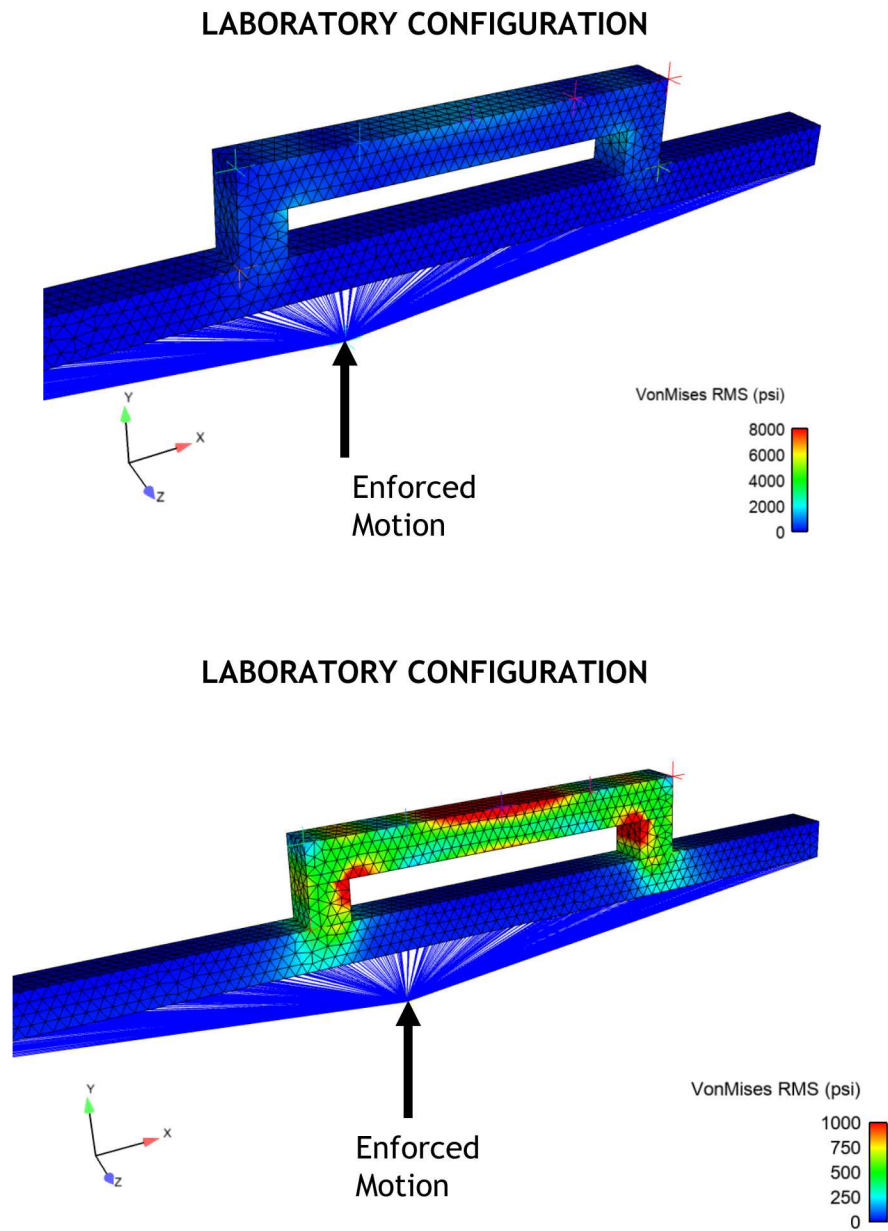 LABORATORY CONFIGURATION
Y
X
Z
Enforced
Motion
VonMises RMS (psi)
8000
6000
4000
2000
0
LABORATORY CONFIGURATION
Y
X
Z
Enforced
Motion
VonMises RMS (psi)
1000
750
500
250
0